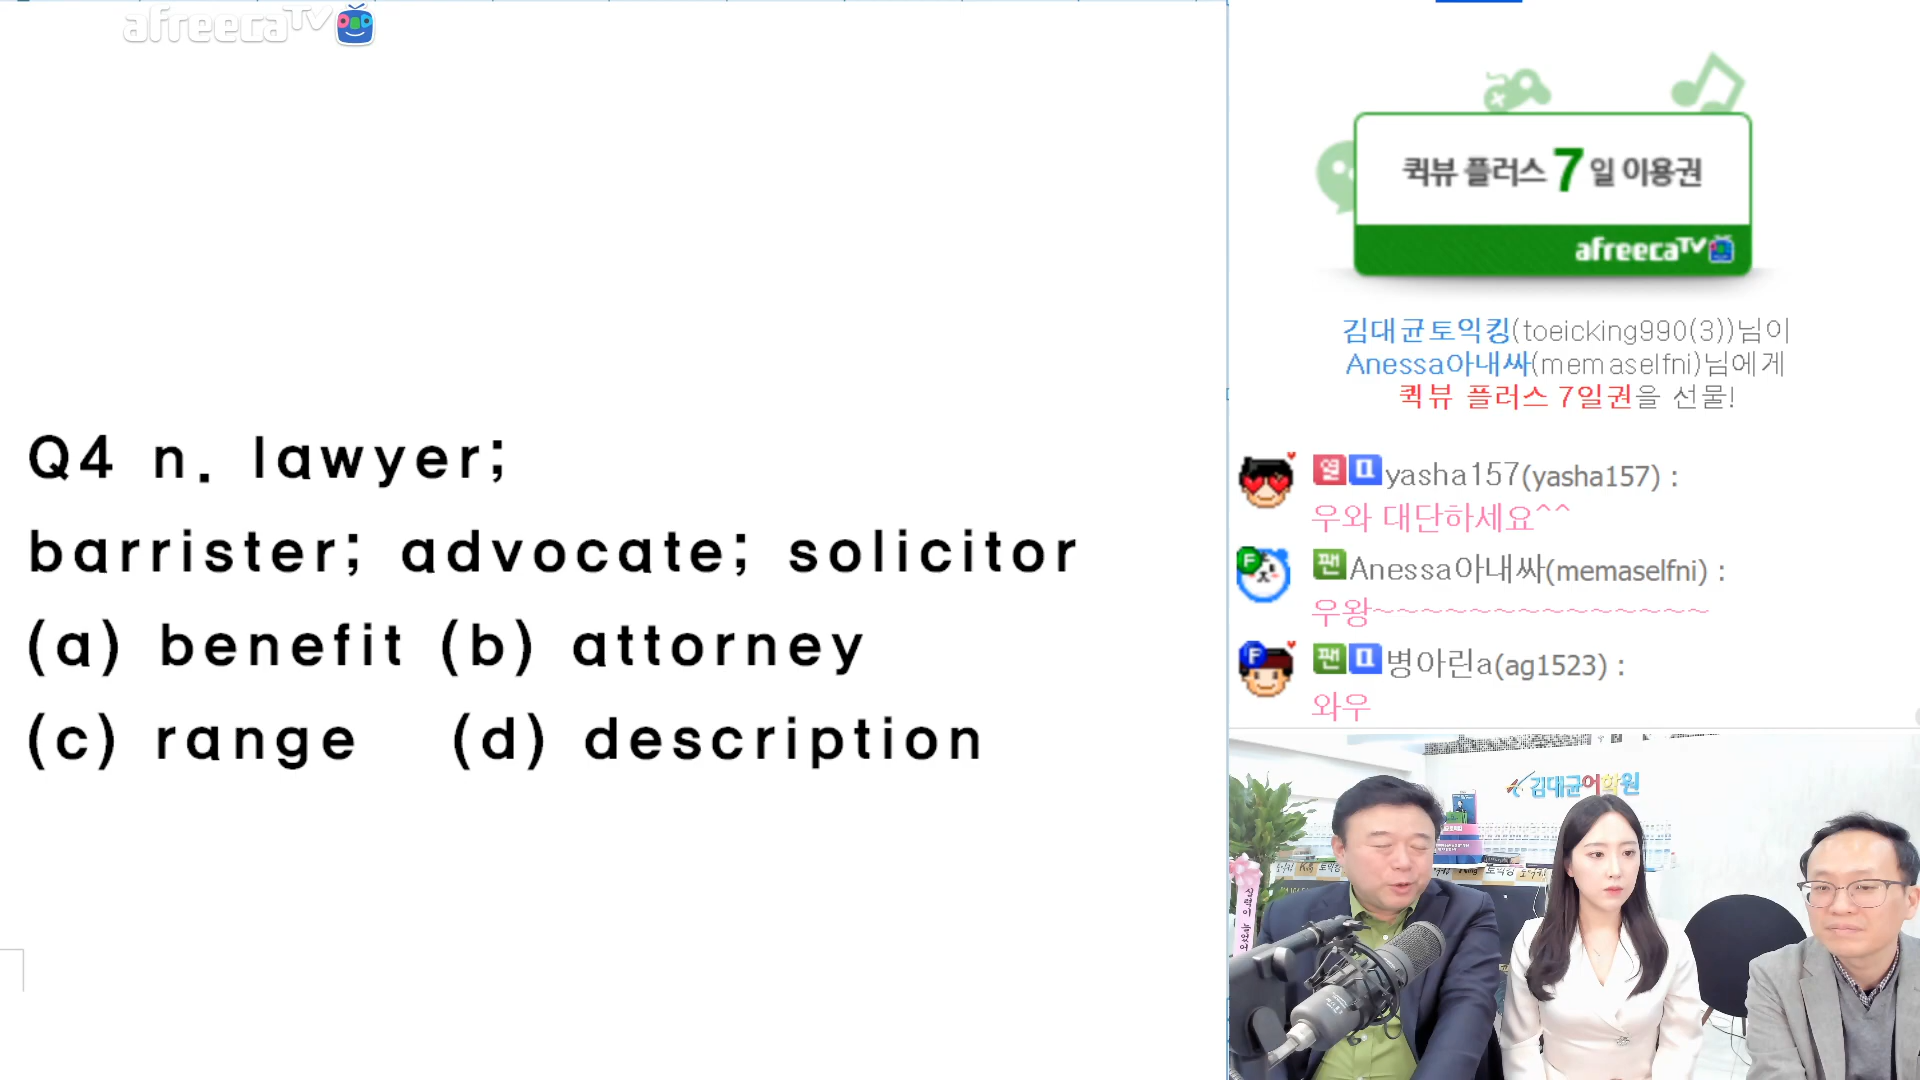 afreecaTV
Q4 n. lawyer;
barrister; advocate; solicitor
(a) benefit (b) attorney
(c) range (d) description
퀵뷰 플러스 7일 이용권
afreecaTV
김대균토익킹(toeicking990(3))님이
Anessa아내싸(memaselfni)님에게
퀵뷰 플러스 7일권을 선물!
열 yasha157(yasha157) :
우와 대단하세요^^
F 팬 Anessa아내싸(memaselfni) :
우왕~~~~~~~~~~~~~~
F 팬 병아린a(ag1523) :
와우
김대균어학원